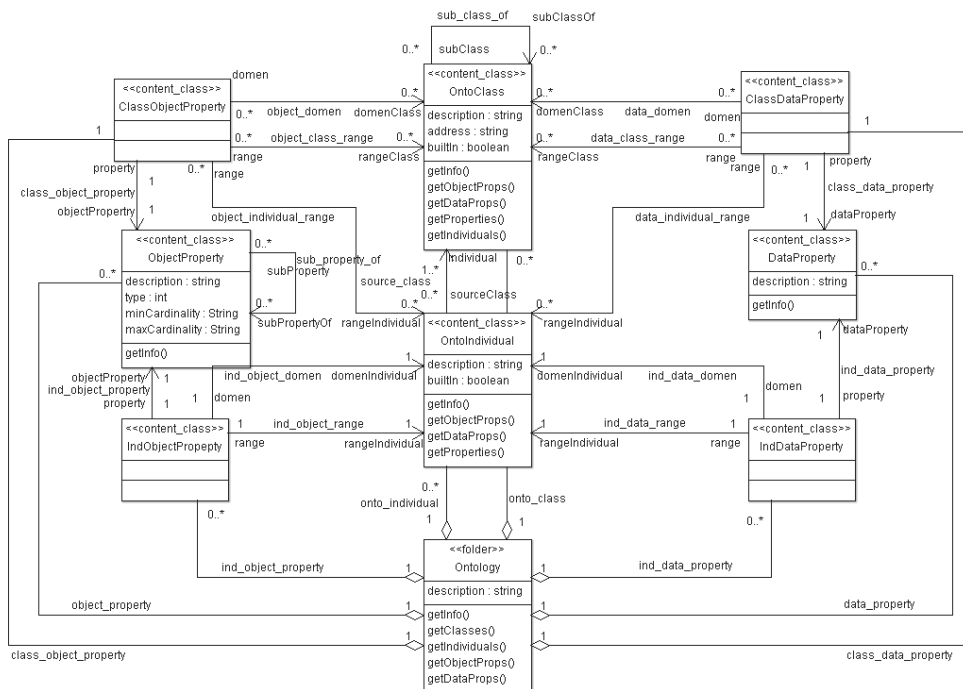 sub_class_of
subClassOf
0..*
subClass
0..*
<<content_class>>
ClassObjectProperty
domen
0..*
0..*
object_domen
domenClass
0..*
object_class_range
0..*
range
rangeClass
<<content_class>>
OntoClass
description : string
address : string
builtIn : boolean
getInfo()
getObjectProps()
getDataProps()
getProperties()
getIndividuals()
0..*
0..*
domenClass
data_domen
domen
0..*
data_class_range
0..*
rangeClass
range
<<content_class>>
ClassDataProperty
1
1
property
1
class_object_property
objectPropertry
1
0..*
range
object_individual_range
property
1
class_data_property
1
dataProperty
0..*
range
data_individual_range
<<content_class>>
ObjectProperty
description : string
type : int
minCardinality : String
maxCardinality : String
getInfo()
0..*
sub_property_of
subProperty
0..*
subPropertyOf
0..*
1..*
Individual
source_class
0..*
sourceClass
0..*
<<content_class>>
DataProperty
description : string
getInfo()
0..*
0..*
rangeIndividual
0..*
rangeIndividual
<<content_class>>
OntoIndividual
description : string
builtIn : boolean
getInfo()
getObjectProps()
getDataProps()
getProperties()
1
dataProperty
ind_data_property
1
property
objectProperty
1
ind_object_property
property
1
1
domen
ind_object_domen
1
domenIndividual
1
domenIndividual
ind_data_domen
1
domen
<<content_class>>
IndObjectPropepty
1
range
ind_object_range
1
rangeIndividual
1
rangeIndividual
ind_data_range
1
range
<<content_class>>
IndDataProperty
0..*
onto_individual
1
onto_class
1
0..*
0..*
<<folder>>
Ontology
description : string
getInfo()
getClasses()
getIndividuals()
getObjectProps()
getDataProps()
ind_object_property
1
1
ind_data_property
object_property
1
1
data_property
class_object_property
1
1
class_data_property